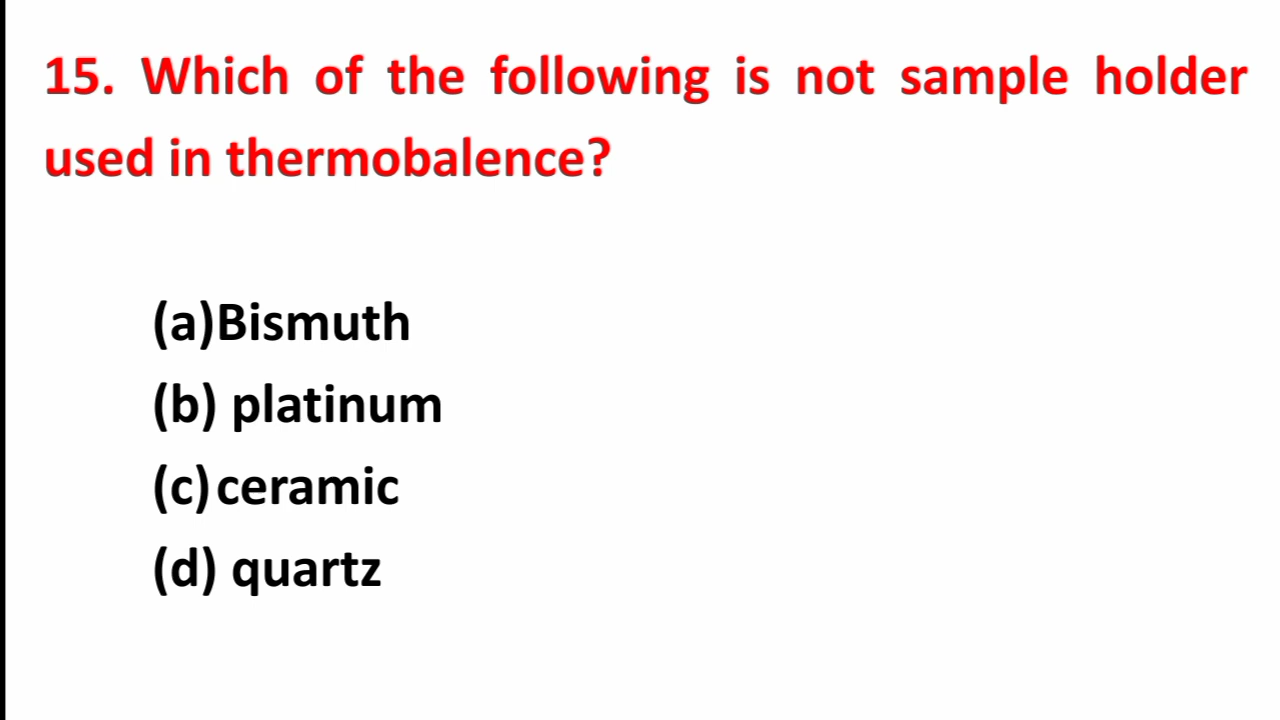 15. Which of the following is not sample holder
used in thermobalence?
(a)Bismuth
(b) platinum
(c) ceramic
(d) quartz